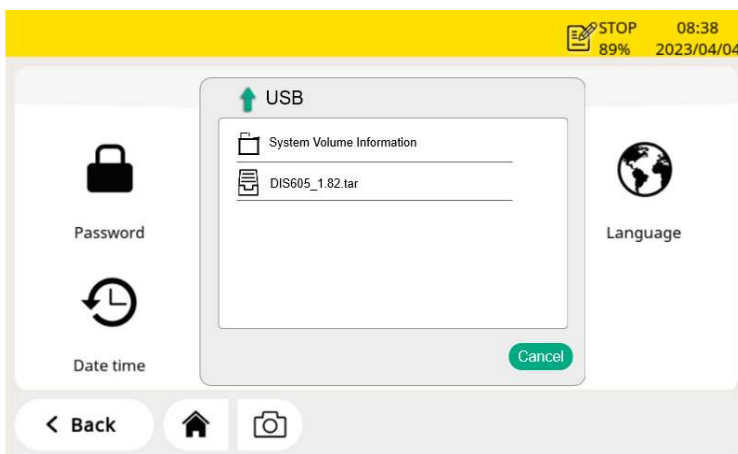 STOP 08:38
89% 2023/04/04
USB
System Volume Information
DIS605_1.82.tar
Password
Language
Cancel
Date time
Back